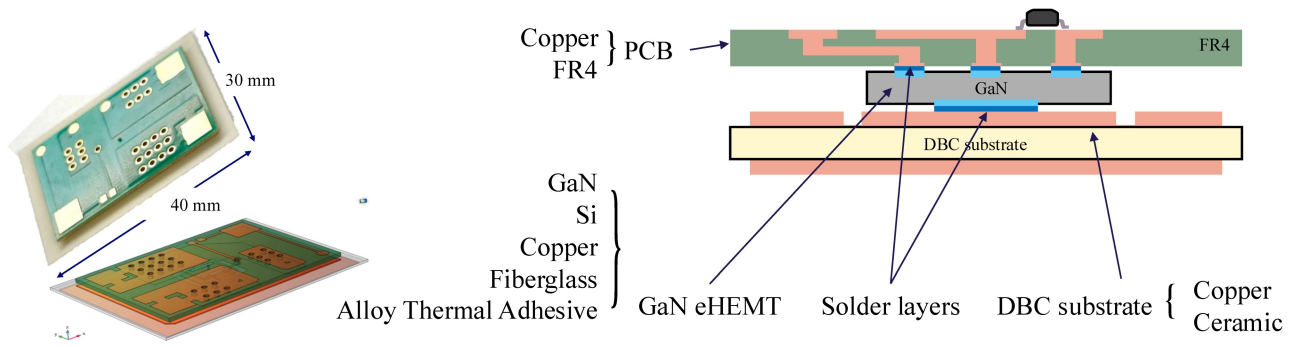 30 mm
40 mm
Copper
FR4
PCB
FR4
GaN
DBC substrate
GaN
Si
Copper
Fiberglass
Alloy Thermal Adhesive
GaN eHEMT
Solder layers
DBC substrate
Copper
Ceramic